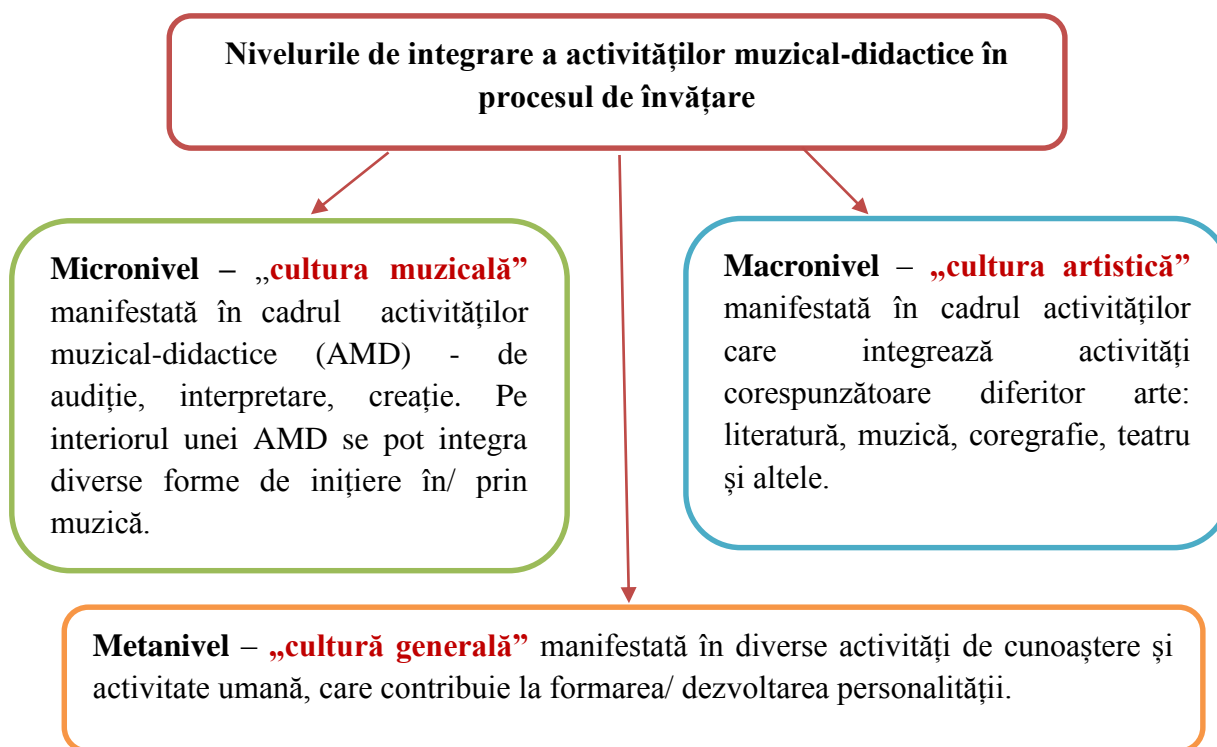 Nivelurile de integrare a activităților muzical-didactice în
procesul de învățare
Micronivel – ,,cultura muzicală”
manifestată în cadrul activităților
muzical-didactice (AMD) - de
audiție, interpretare, creație. Pe
interiorul unei AMD se pot integra
diverse forme de inițiere în/ prin
muzică.
Macronivel – „cultura artistică”
manifestată în cadrul activităților
care integrează activități
corespunzătoare diferitor arte:
literatură, muzică, coregrafie, teatru
și altele.
Metanivel – „cultură generală” manifestată în diverse activități de cunoaștere și
activitate umană, care contribuie la formarea/ dezvoltarea personalității.